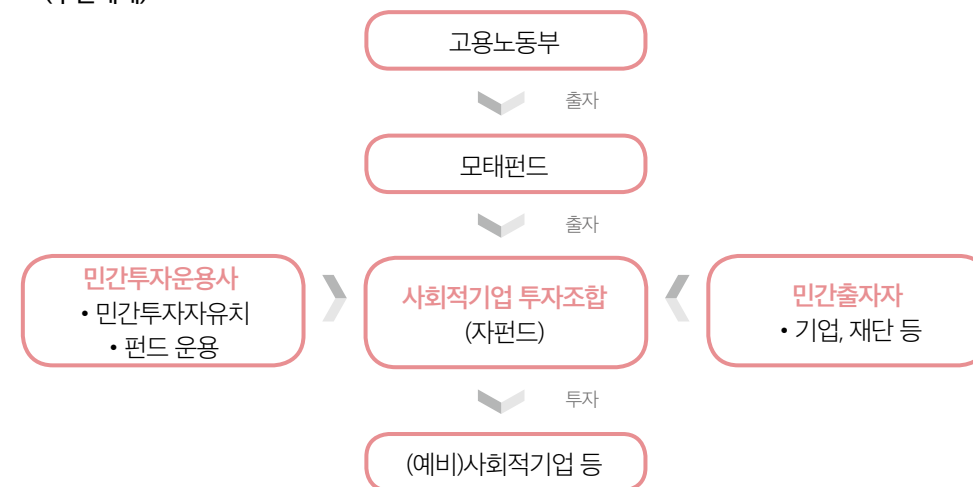 고용노동부
출자
모태펀드
출자
민간투자운용사
• 민간투자자유치
• 펀드 운용
사회적기업 투자조합
(자펀드)
민간출자자
• 기업, 재단 등
투자
(예비)사회적기업 등